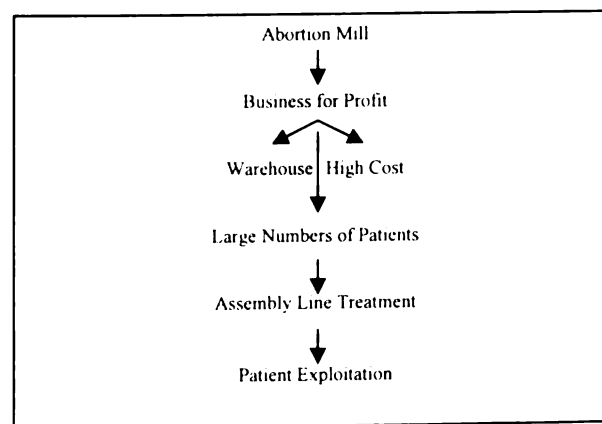 Abortion Mill
Business for Profit
Warehouse High Cost
Large Numbers of Patients
Assembly Line Treatment
Patient Exploitation